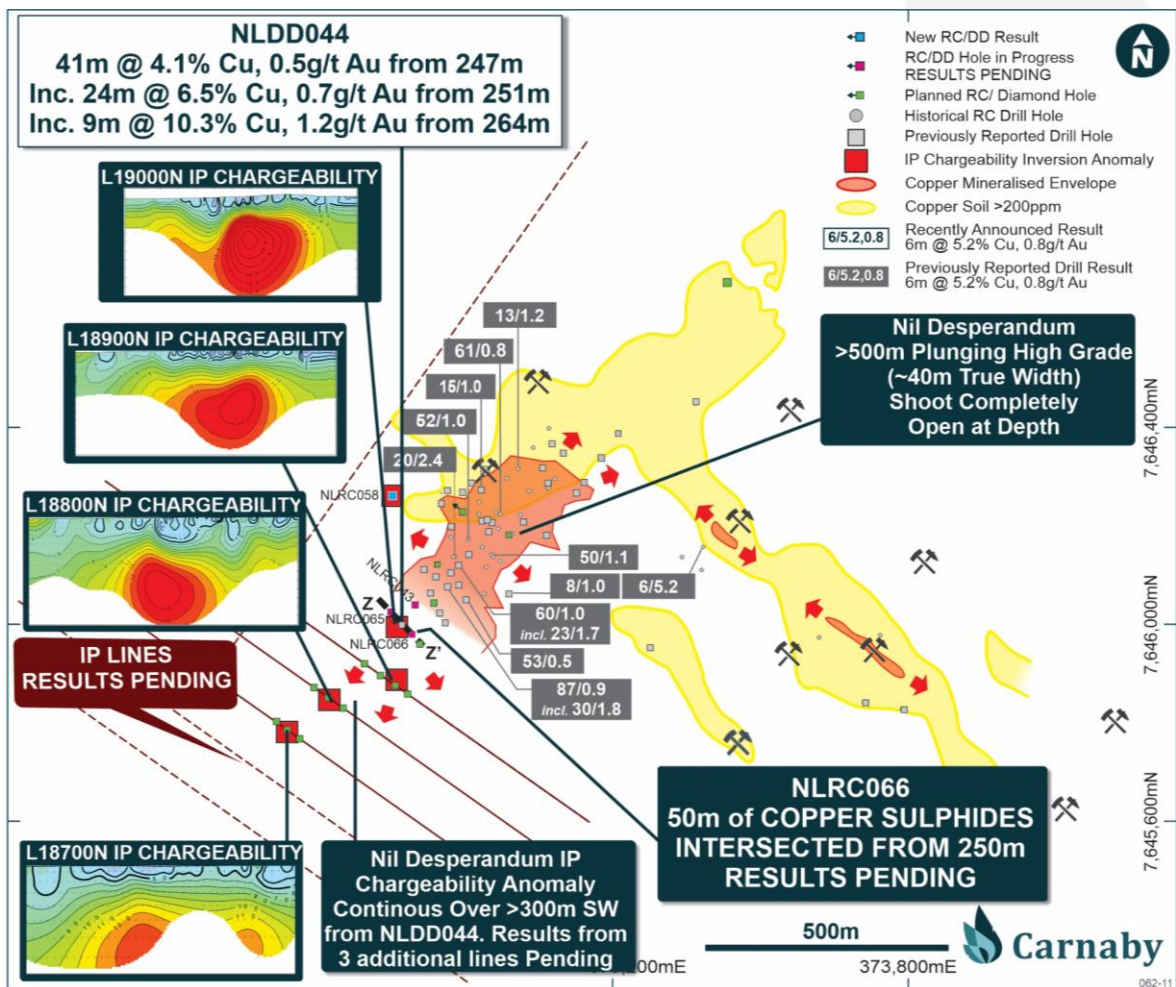 NLDD044
41m @ 4.1% Cu, 0.5g/t Au from 247m
Inc. 24m @ 6.5% Cu, 0.7g/t Au from 251m
Inc. 9m @ 10.3% Cu, 1.2g/t Au from 264m
New RC/DD Result
RC/DD Hole in Progress
RESULTS PENDING
Planned RC/ Diamond Hole
Historical RC Drill Hole
Previously Reported Drill Hole
IP Chargeability Inversion Anomaly
Copper Mineralised Envelope
Copper Soil >200ppm
6/5.2,0.8
Recently Announced Result
6m @ 5.2% Cu, 0.8g/t Au
6/5.2,0.8
Previously Reported Drill Result
6m @ 5.2% Cu, 0.8g/t Au
N
L19000N IP CHARGEABILITY
L18900N IP CHARGEABILITY
L18800N IP CHARGEABILITY
IP LINES
RESULTS PENDING
L18700N IP CHARGEABILITY
13/1.2
61/0.8
15/1.0
52/1.0
20/2.4
NLRC058
Nil Desperandum
>500m Plunging High Grade
(~40m True Width)
Shoot Completely
Open at Depth
50/1.1
8/1.0
6/5.2
60/1.0
incl. 23/1.7
53/0.5
87/0.9
incl. 30/1.8
Z
NLRC065
NLRC066
Z'
NLRC066
50m of COPPER SULPHIDES
INTERSECTED FROM 250m
RESULTS PENDING
Nil Desperandum IP
Chargeability Anomaly
Continous Over >300m SW
from NLDD044. Results from
3 additional lines Pending
500m
373,800mE
7,646,400mN
7,646,000mN
7,645,600mN
Carnaby
062-11